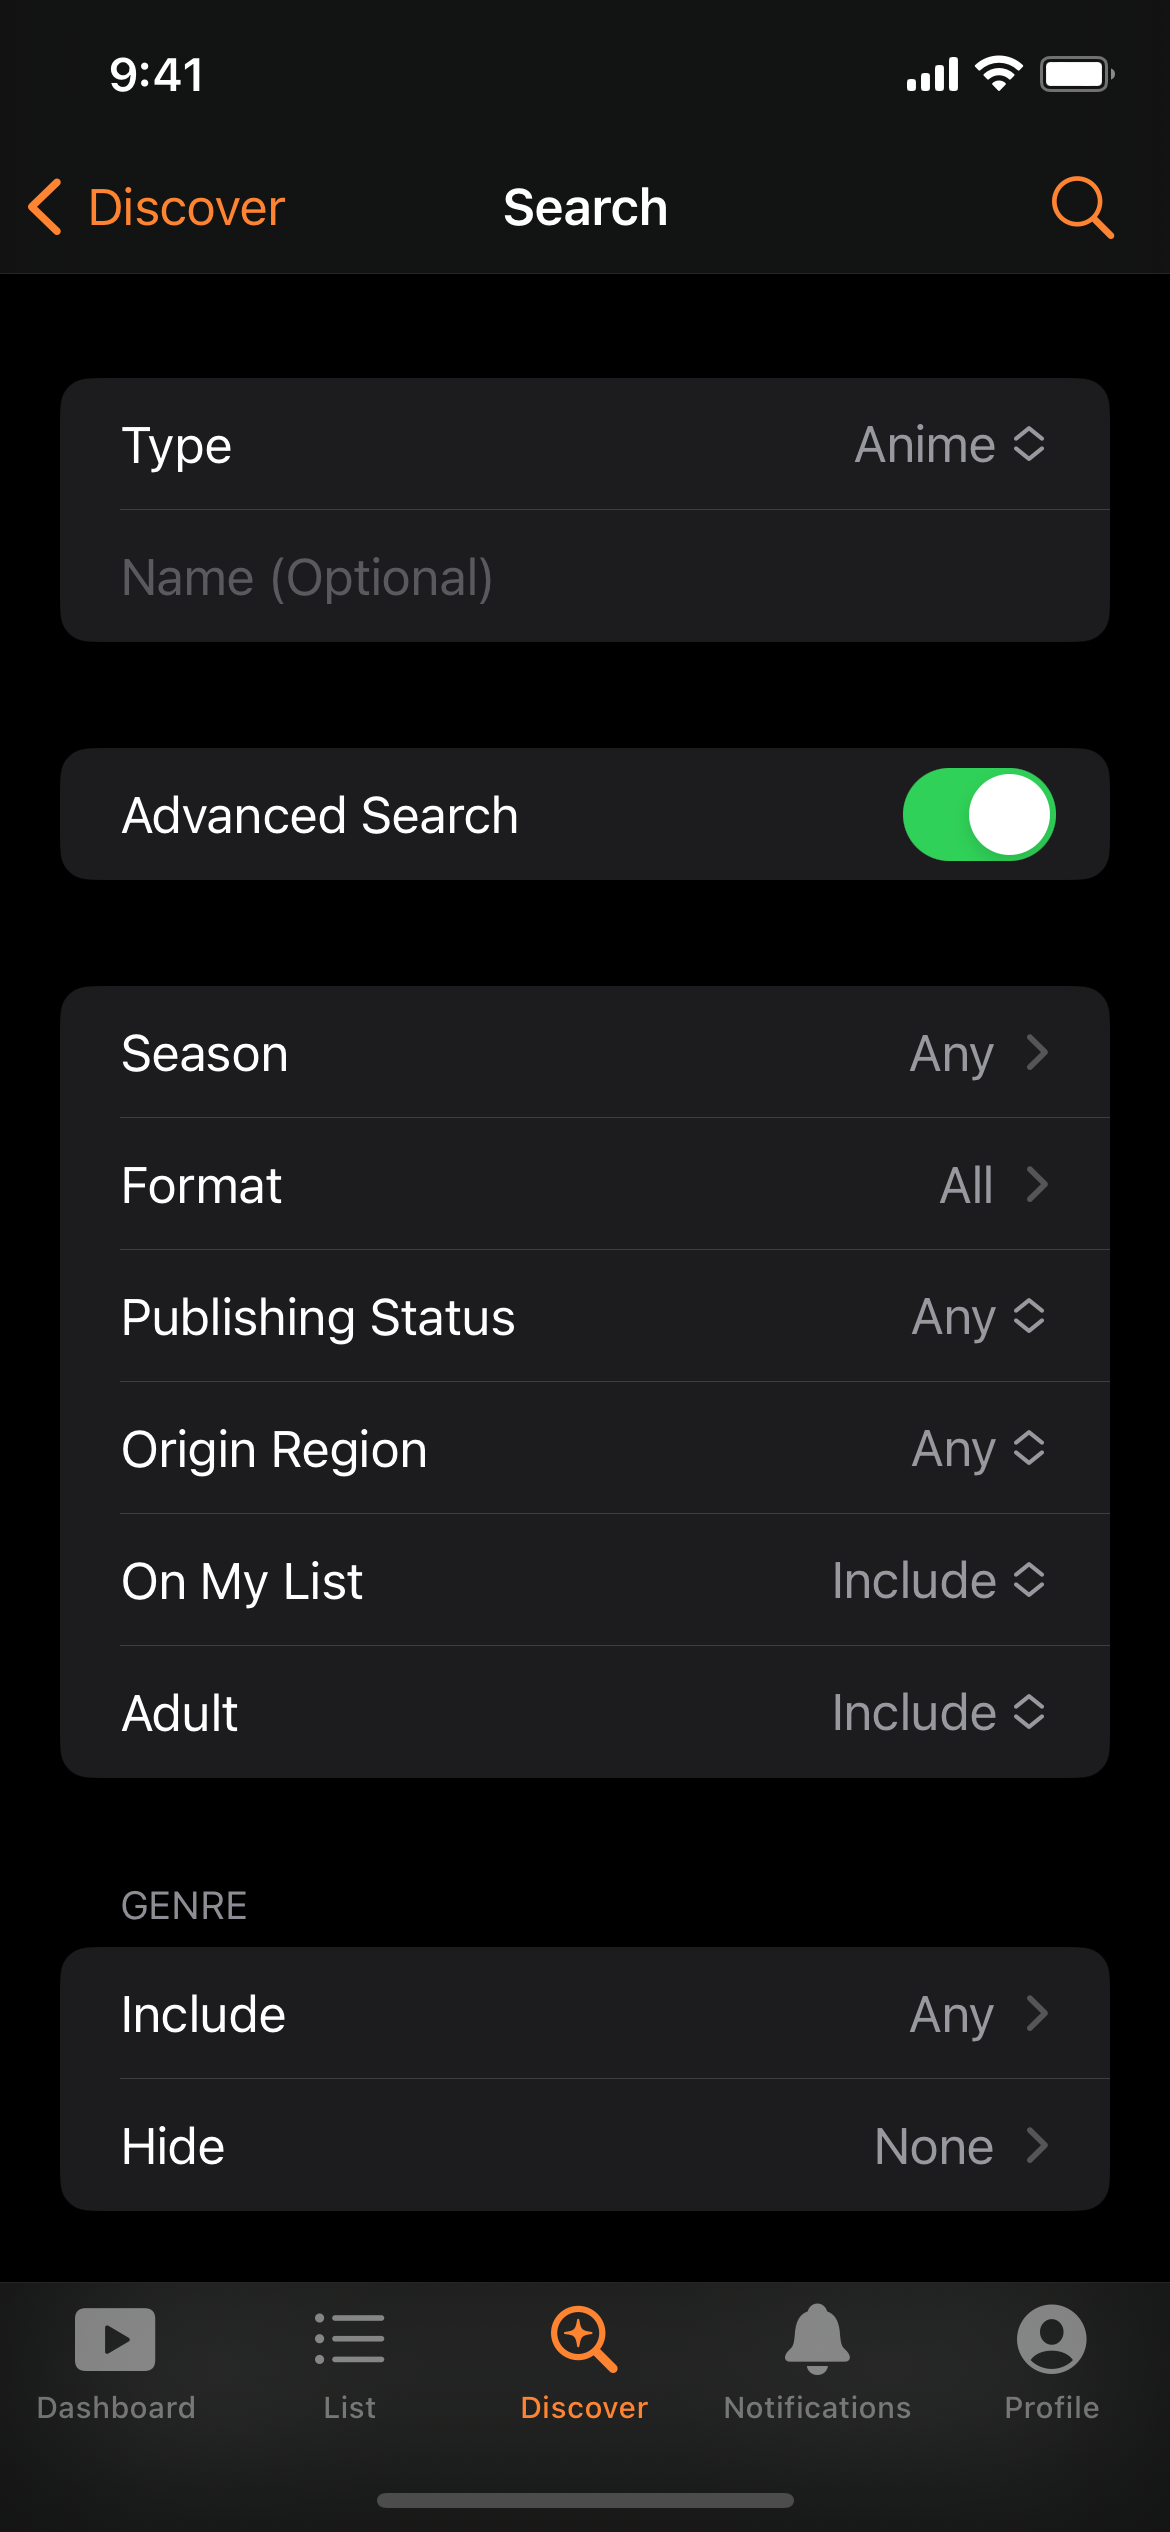 9:41
Discover
Search
Type
Anime
Name (Optional)
Advanced Search
Season
Any
Format
All
Publishing Status
Any
Origin Region
Any
On My List
Include
Adult
Include
GENRE
Include
Any
Hide
None
Dashboard
List
Discover
Notifications
Profile